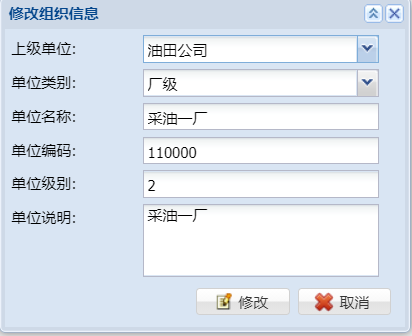 修改组织信息
上级单位: 油田公司
单位类别: 厂级
单位名称: 采油一厂
单位编码: 110000
单位级别: 2
单位说明: 采油一厂
修改 取消